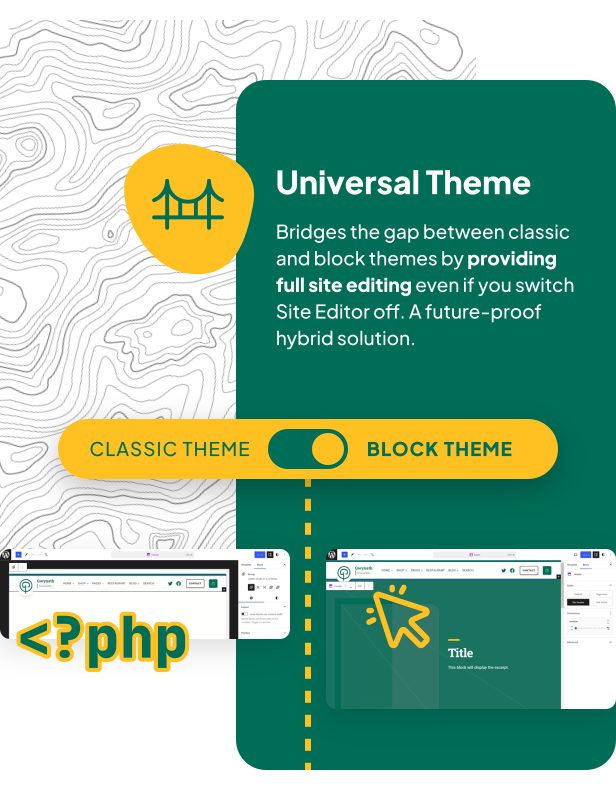 Universal Theme
Bridges the gap between classic
and block themes by providing
full site editing even if you switch
Site Editor off. A future-proof
hybrid solution.
CLASSIC THEME
BLOCK THEME
Gwyneth
HOME SHOP PAGES RESTAURANT BLOG SEARCH
CONTACT
<?php
Gwyneth
HOME SHOP PAGES RESTAURANT BLOG SEARCH
CONTACT
Title
This block will display the excerpt.